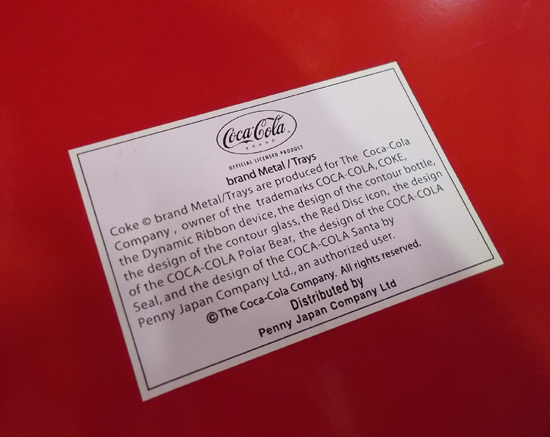 Coca-Cola
BRAND
OFFICIAL LICENSED PRODUCT
brand Metal/Trays
Coke © brand Metal/Trays are produced for The Coca-Cola
Company , owner of the trademarks COCA-COLA, COKE,
the Dynamic Ribbon device, the design of the contour bottle,
the design of the contour glass, the Red Disc Icon, the design
of the COCA-COLA Polar Bear, the design of the COCA-COLA
Seal, and the design of the COCA-COLA Santa by
Penny Japan Company Ltd., an authorized user.
©The Coca-Cola Company. All rights reserved.
Distributed by
Penny Japan Company Ltd